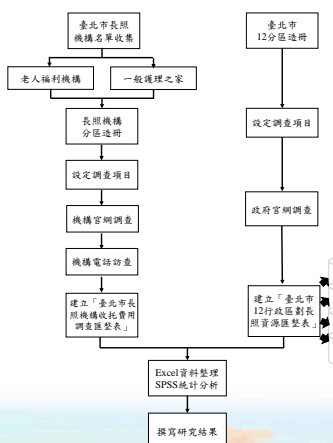 臺北市長照
機構名單收集
老人福利機構
一般護理之家
長照機構
分區造冊
設定調查項目
機構官網調查
機構電話訪查
建立「臺北市長
照機構收托費用
調查匯整表」
臺北市
12分區造冊
設定調查項目
政府官網調查
建立「臺北市
12行政區劃長
照資源匯整表」
Excel資料整理
SPSS統計分析
撰寫研究結果